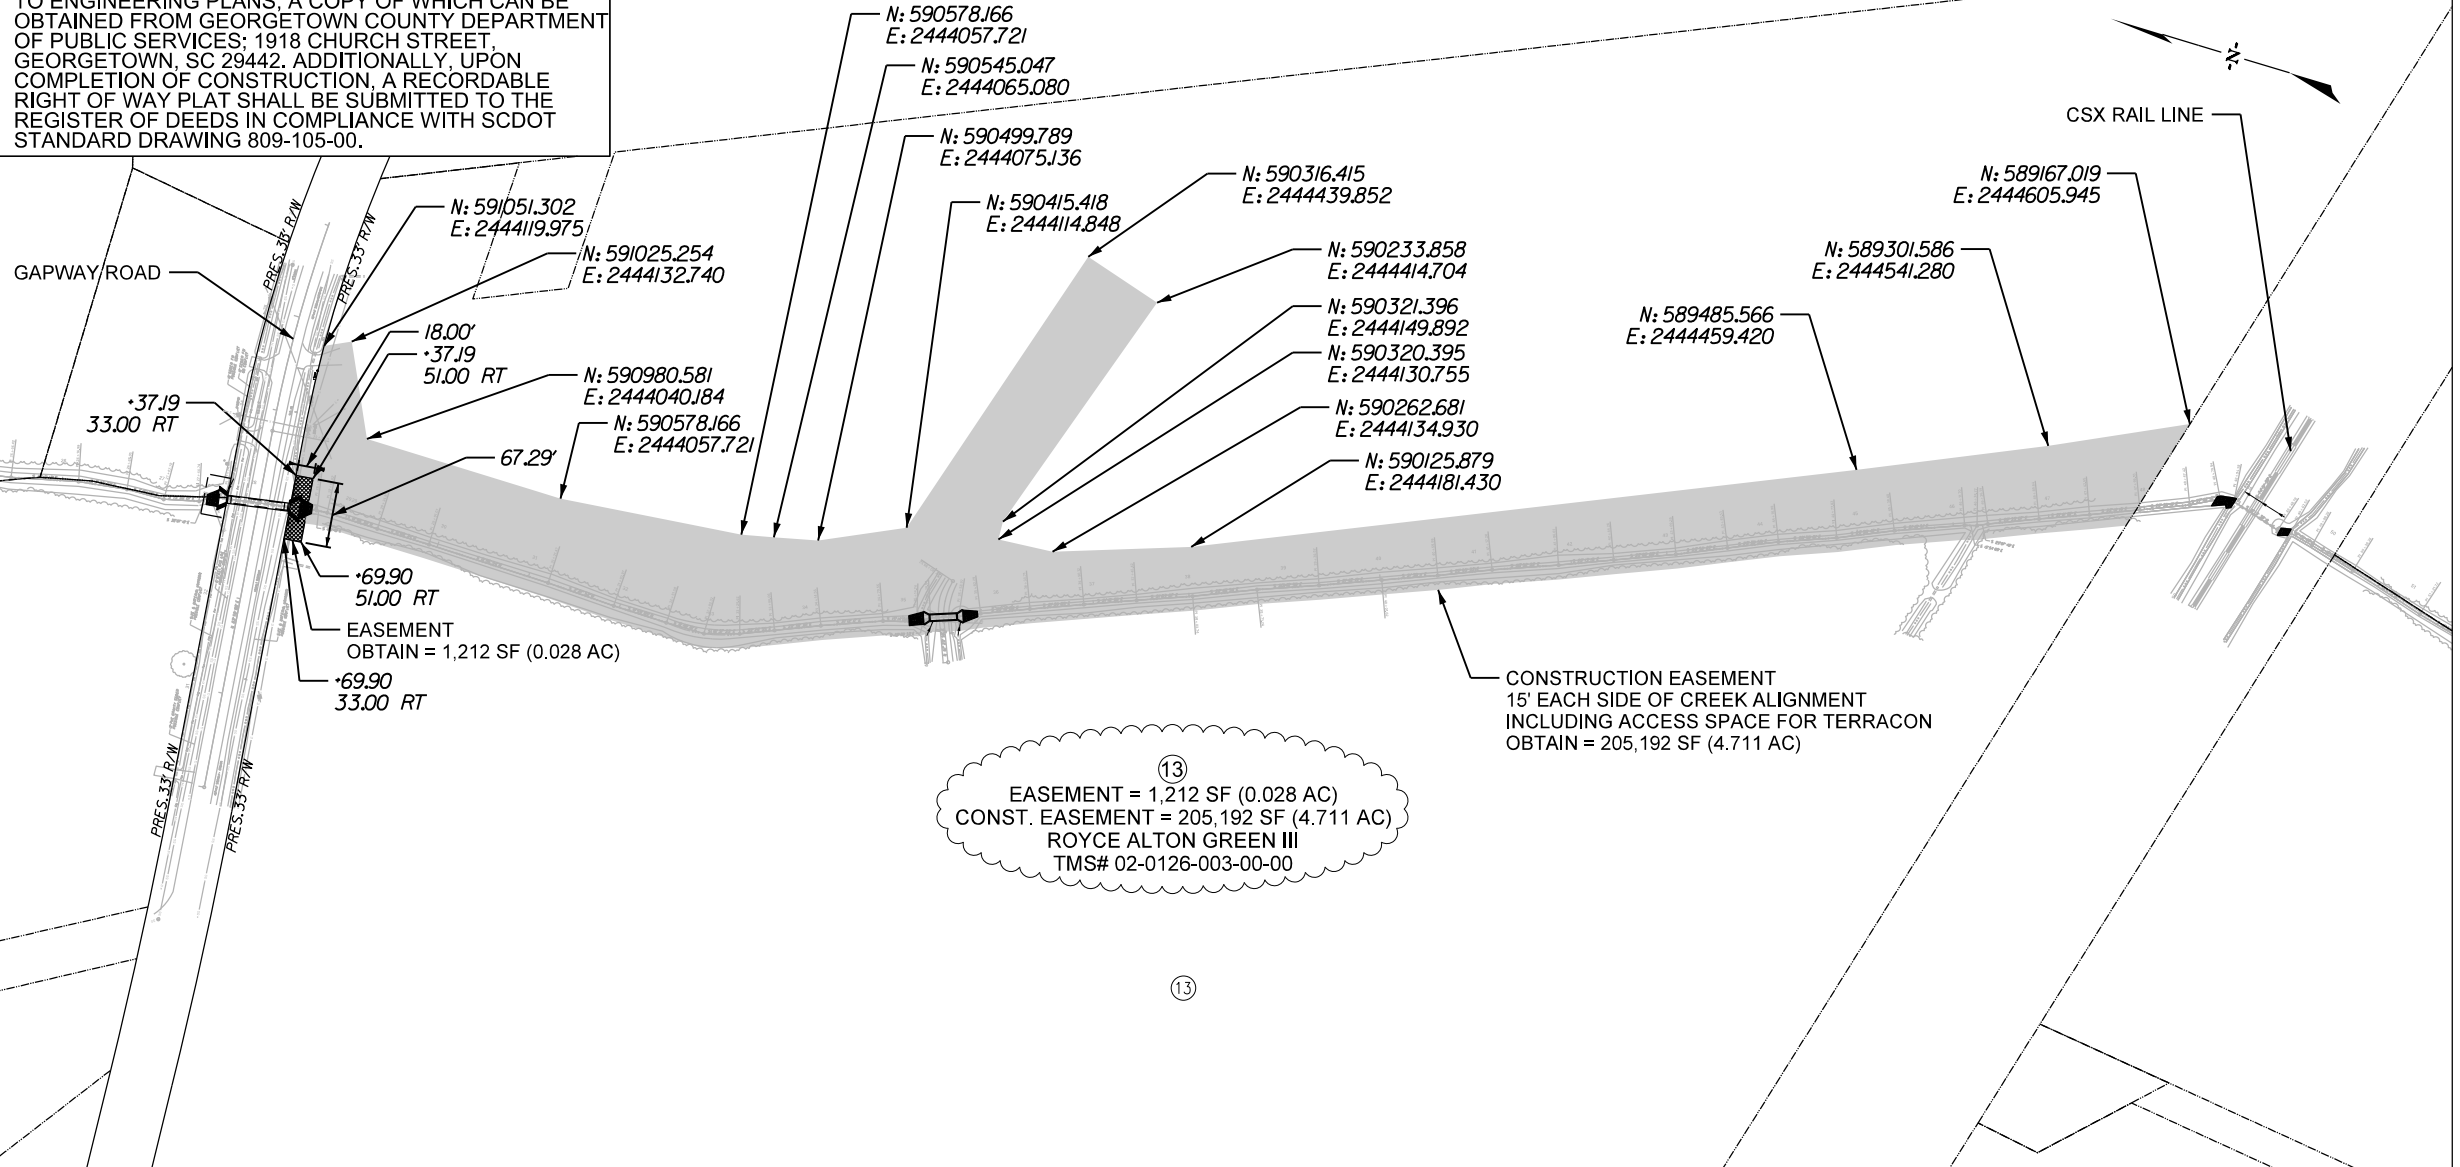 TO ENGINEERING PLANS, A COPY OF WHICH CAN BE
OBTAINED FROM GEORGETOWN COUNTY DEPARTMENT
OF PUBLIC SERVICES; 1918 CHURCH STREET,
GEORGETOWN, SC 29442. ADDITIONALLY, UPON
COMPLETION OF CONSTRUCTION, A RECORDABLE
RIGHT OF WAY PLAT SHALL BE SUBMITTED TO THE
REGISTER OF DEEDS IN COMPLIANCE WITH SCDOT
STANDARD DRAWING 809-105-00.
N: 590578.166
E: 2444057.721
N: 590545.047
E: 2444065.080
N: 590499.789
E: 2444075.136
N: 590415.418
E: 2444114.848
N: 590316.415
E: 2444439.852
N: 590233.858
E: 2444414.704
N: 590321.396
E: 2444149.892
N: 590320.395
E: 2444130.755
N: 590262.681
E: 2444134.930
N: 590125.879
E: 2444181.430
N: 589485.566
E: 2444459.420
N: 589301.586
E: 2444541.280
N: 589167.019
E: 2444605.945
-N-
CSX RAIL LINE
GAPWAY ROAD
PRES. 33' R/W
PRES. 33' R/W
N: 591051.302
E: 2444119.975
N: 591025.254
E: 2444132.740
18.00'
+37.19
51.00 RT
N: 590980.581
E: 2444040.184
N: 590578.166
E: 2444057.721
67.29'
+37.19
33.00 RT
+69.90
51.00 RT
EASEMENT
OBTAIN = 1,212 SF (0.028 AC)
+69.90
33.00 RT
PRES. 33' R/W
PRES. 33' R/W
CONSTRUCTION EASEMENT
15' EACH SIDE OF CREEK ALIGNMENT
INCLUDING ACCESS SPACE FOR TERRACON
OBTAIN = 205,192 SF (4.711 AC)
13
EASEMENT = 1,212 SF (0.028 AC)
CONST. EASEMENT = 205,192 SF (4.711 AC)
ROYCE ALTON GREEN III
TMS# 02-0126-003-00-00
13